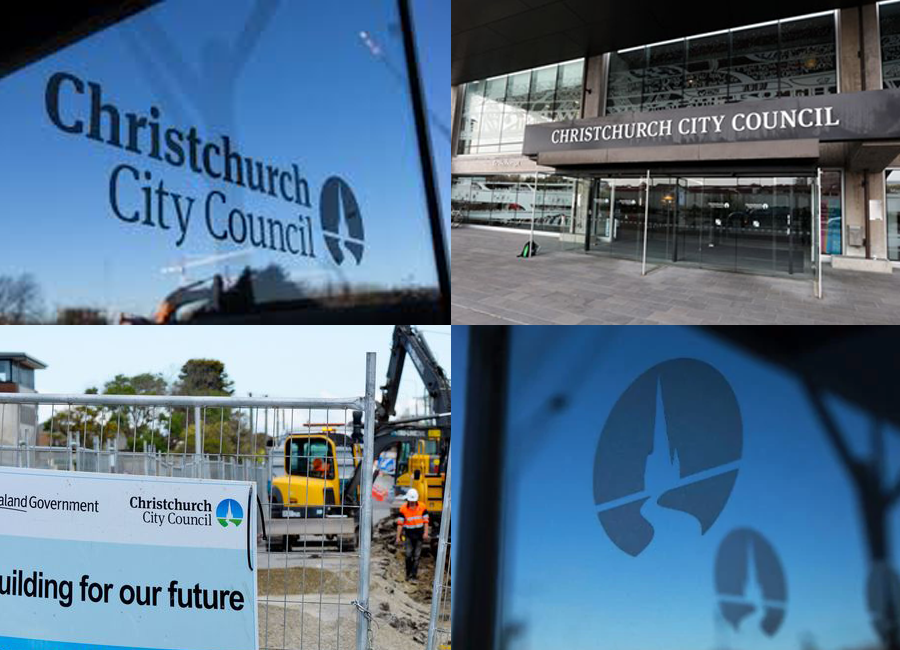 Christchurch
City Council
CHRISTCHURCH CITY COUNCIL
aland Government
Christchurch
City Council
uilding for our future